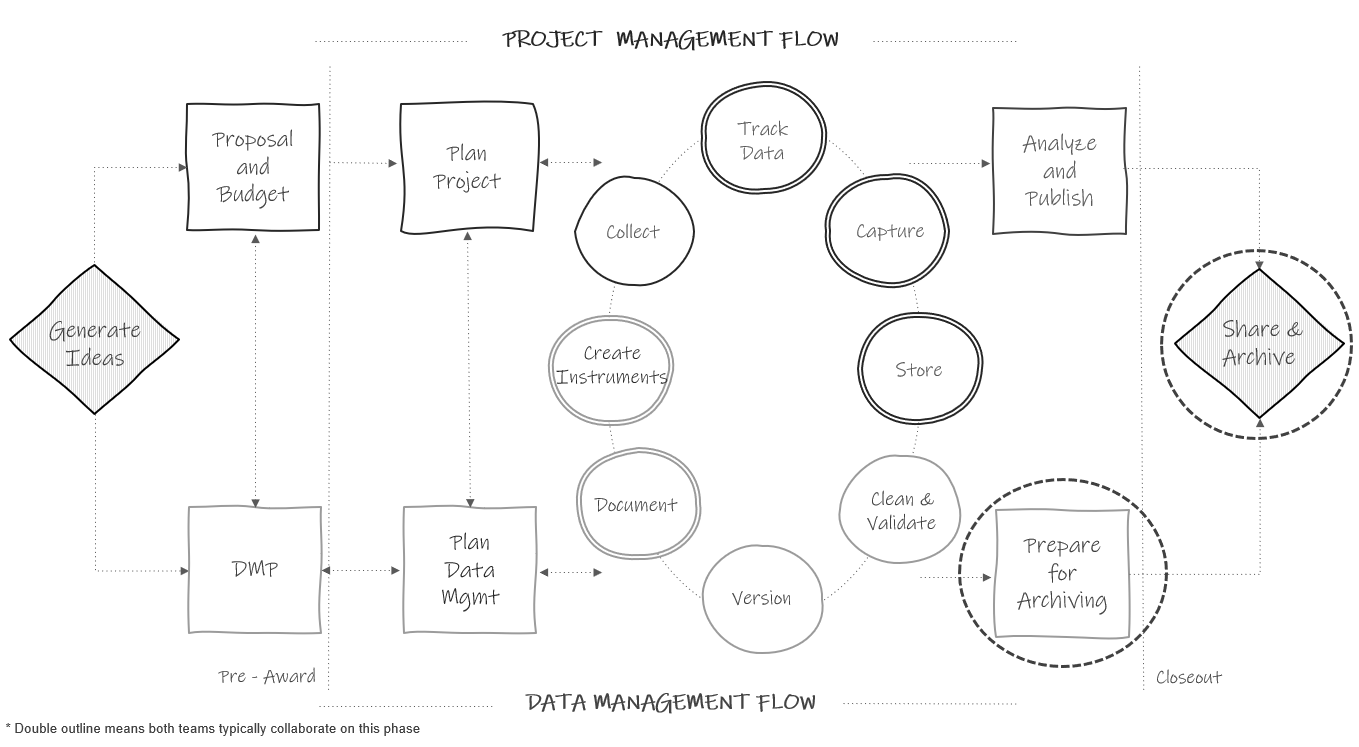 PROJECT MANAGEMENT FLOW
Proposal
and
Budget
Plan
Project
Track
Data
Analyze
and
Publish
Collect
Capture
Generate
Ideas
Create
Instruments
Store
Share &
Archive
Document
Clean &
Validate
DMP
Plan
Data
Mgmt
Version
Prepare
for
Archiving
Pre - Award
Closeout
DATA MANAGEMENT FLOW
* Double outline means both teams typically collaborate on this phase